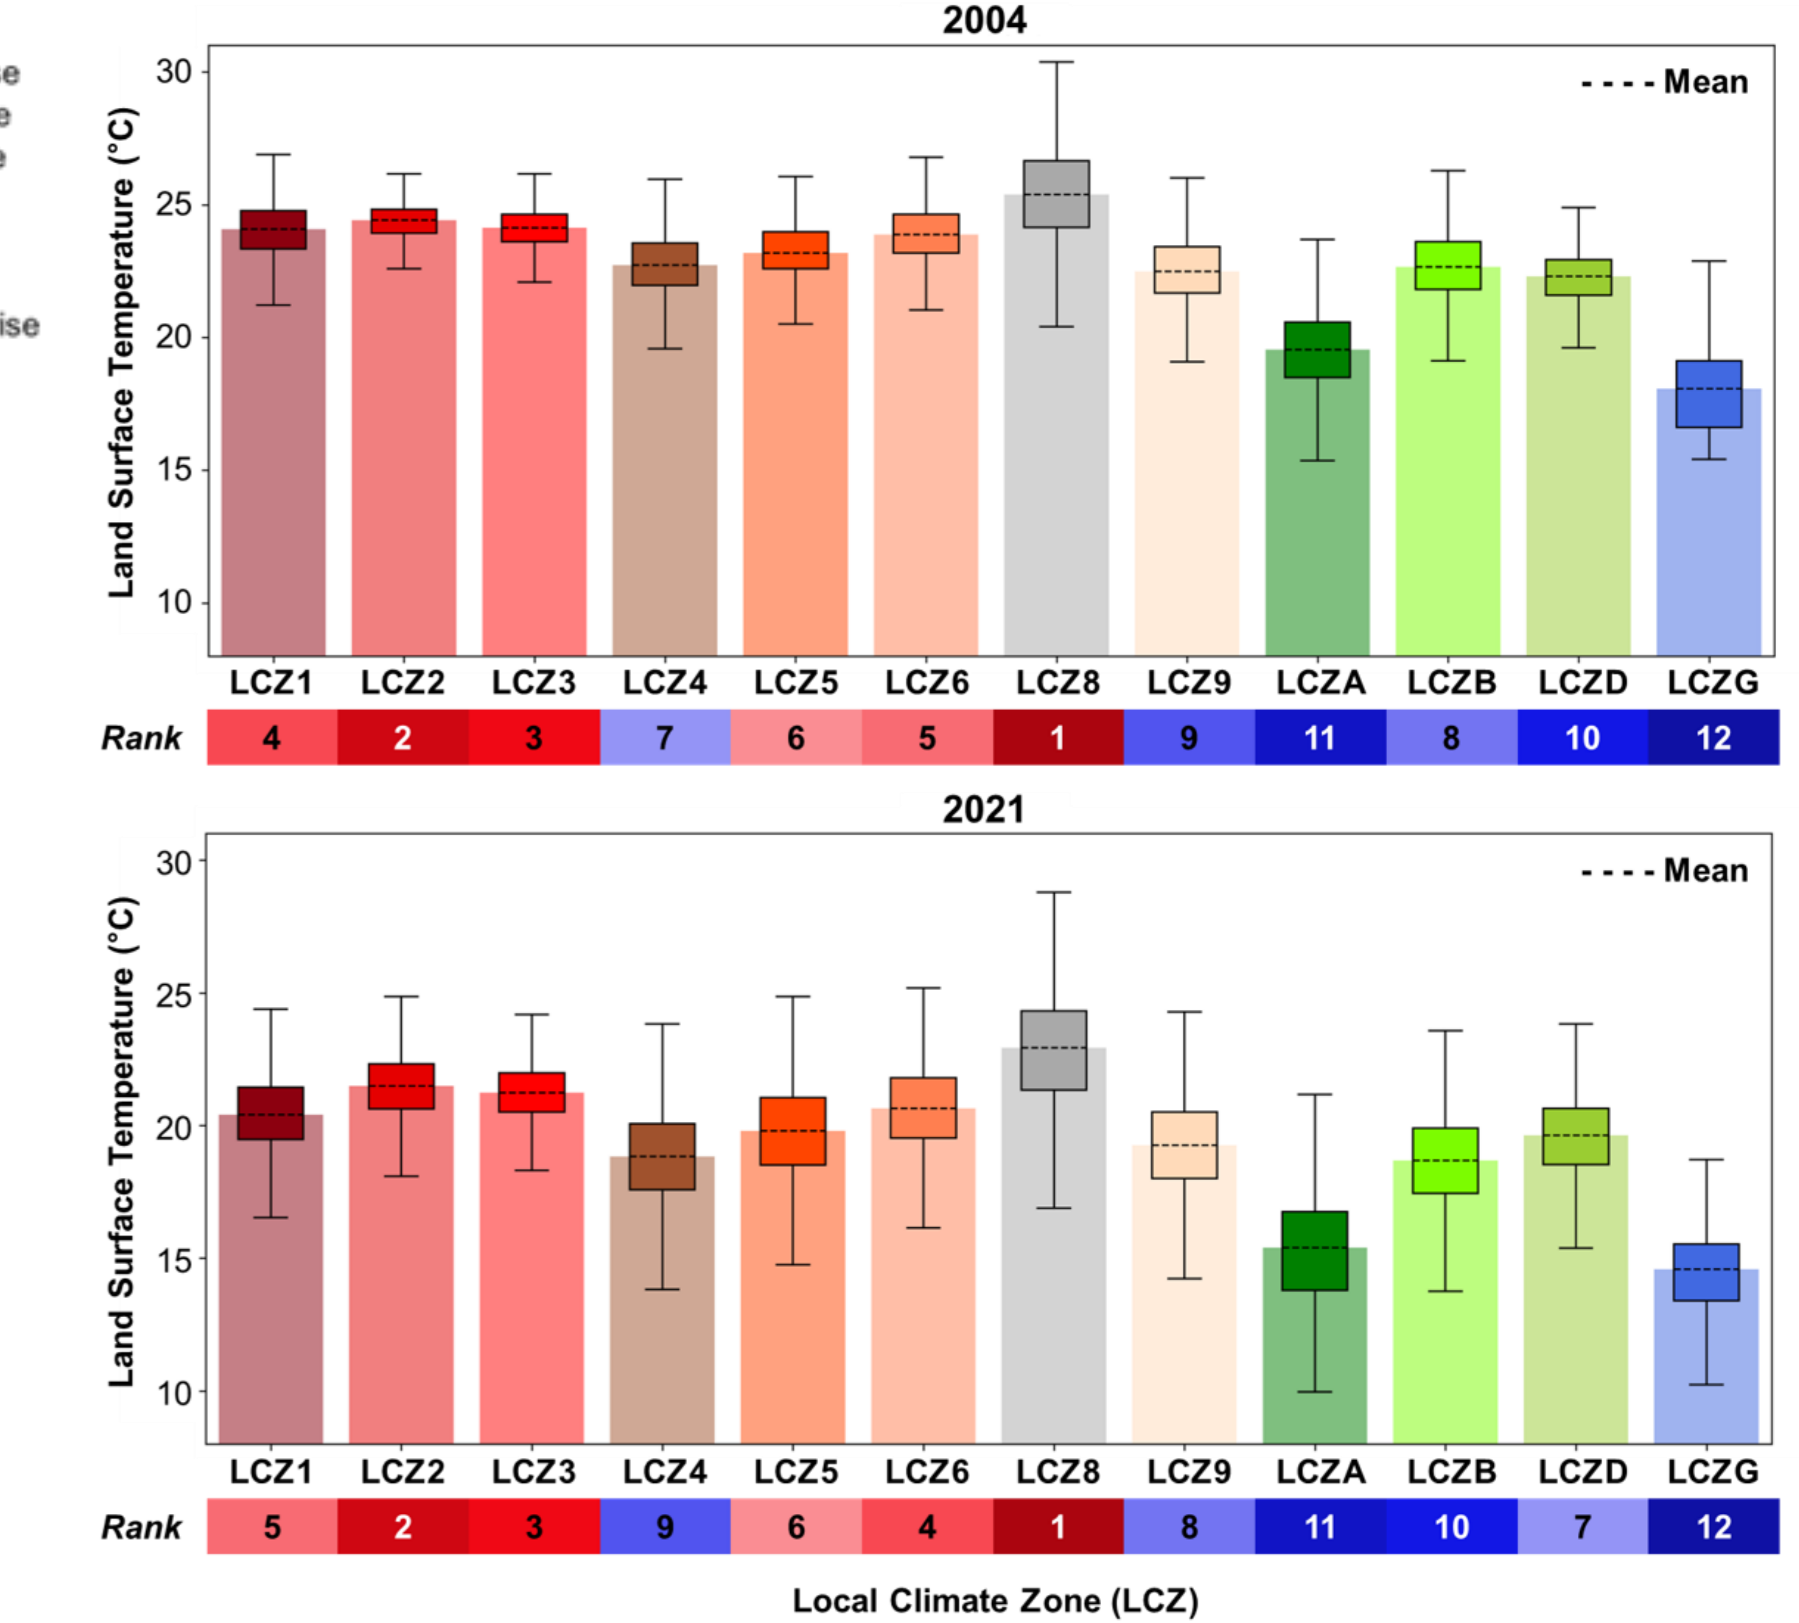 2004
se
e
e
ise
---- Mean
Land Surface Temperature (°C)
30
25
20
15
10
LCZ1 LCZ2 LCZ3 LCZ4 LCZ5 LCZ6 LCZ8 LCZ9 LCZA LCZB LCZD LCZG
Rank 4 2 3 7 6 5 1 9 11 8 10 12
2021
---- Mean
Land Surface Temperature (°C)
30
25
20
15
10
LCZ1 LCZ2 LCZ3 LCZ4 LCZ5 LCZ6 LCZ8 LCZ9 LCZA LCZB LCZD LCZG
Rank 5 2 3 9 6 4 1 8 11 10 7 12
Local Climate Zone (LCZ)